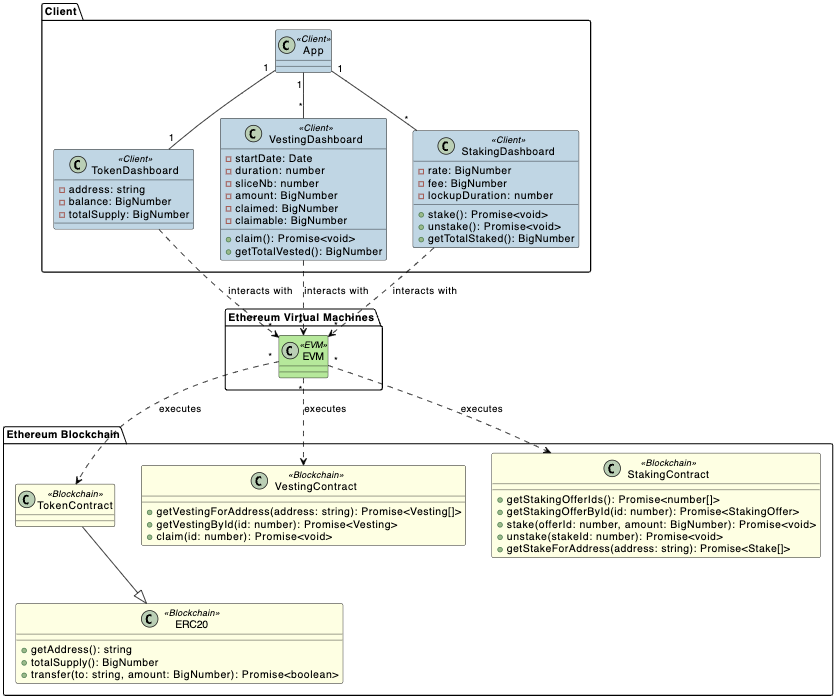 Client
C
«Client»
App
1
1
1
1
*
*
C
«Client»
TokenDashboard
address: string
balance: BigNumber
totalSupply: BigNumber
C
«Client»
VestingDashboard
startDate: Date
duration: number
sliceNb: number
amount: BigNumber
claimed: BigNumber
claimable: BigNumber
claim(): Promise<void>
getTotalVested(): BigNumber
C
«Client»
StakingDashboard
rate: BigNumber
fee: BigNumber
lockupDuration: number
stake(): Promise<void>
unstake(): Promise<void>
getTotalStaked(): BigNumber
interacts with
interacts with
interacts with
Ethereum Virtual Machines
*
*
*
C
«EVM»
EVM
*
*
*
executes
executes
executes
Ethereum Blockchain
C
«Blockchain»
TokenContract
C
«Blockchain»
VestingContract
getVestingForAddress(address: string): Promise<Vesting[]>
getVestingById(id: number): Promise<Vesting>
claim(id: number): Promise<void>
C
«Blockchain»
StakingContract
getStakingOfferIds(): Promise<number[]>
getStakingOfferById(id: number): Promise<StakingOffer>
stake(offerId: number, amount: BigNumber): Promise<void>
unstake(stakeId: number): Promise<void>
getStakeForAddress(address: string): Promise<Stake[]>
C
«Blockchain»
ERC20
getAddress(): string
totalSupply(): BigNumber
transfer(to: string, amount: BigNumber): Promise<boolean>